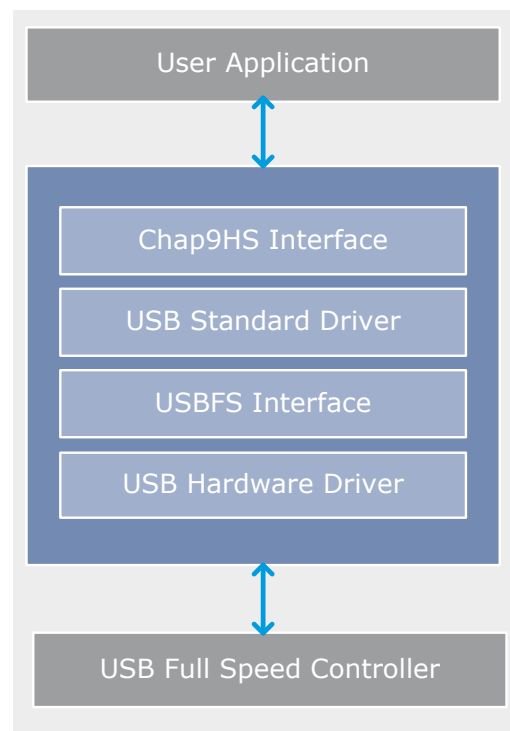 User Application
Chap9HS Interface
USB Standard Driver
USBFS Interface
USB Hardware Driver
USB Full Speed Controller